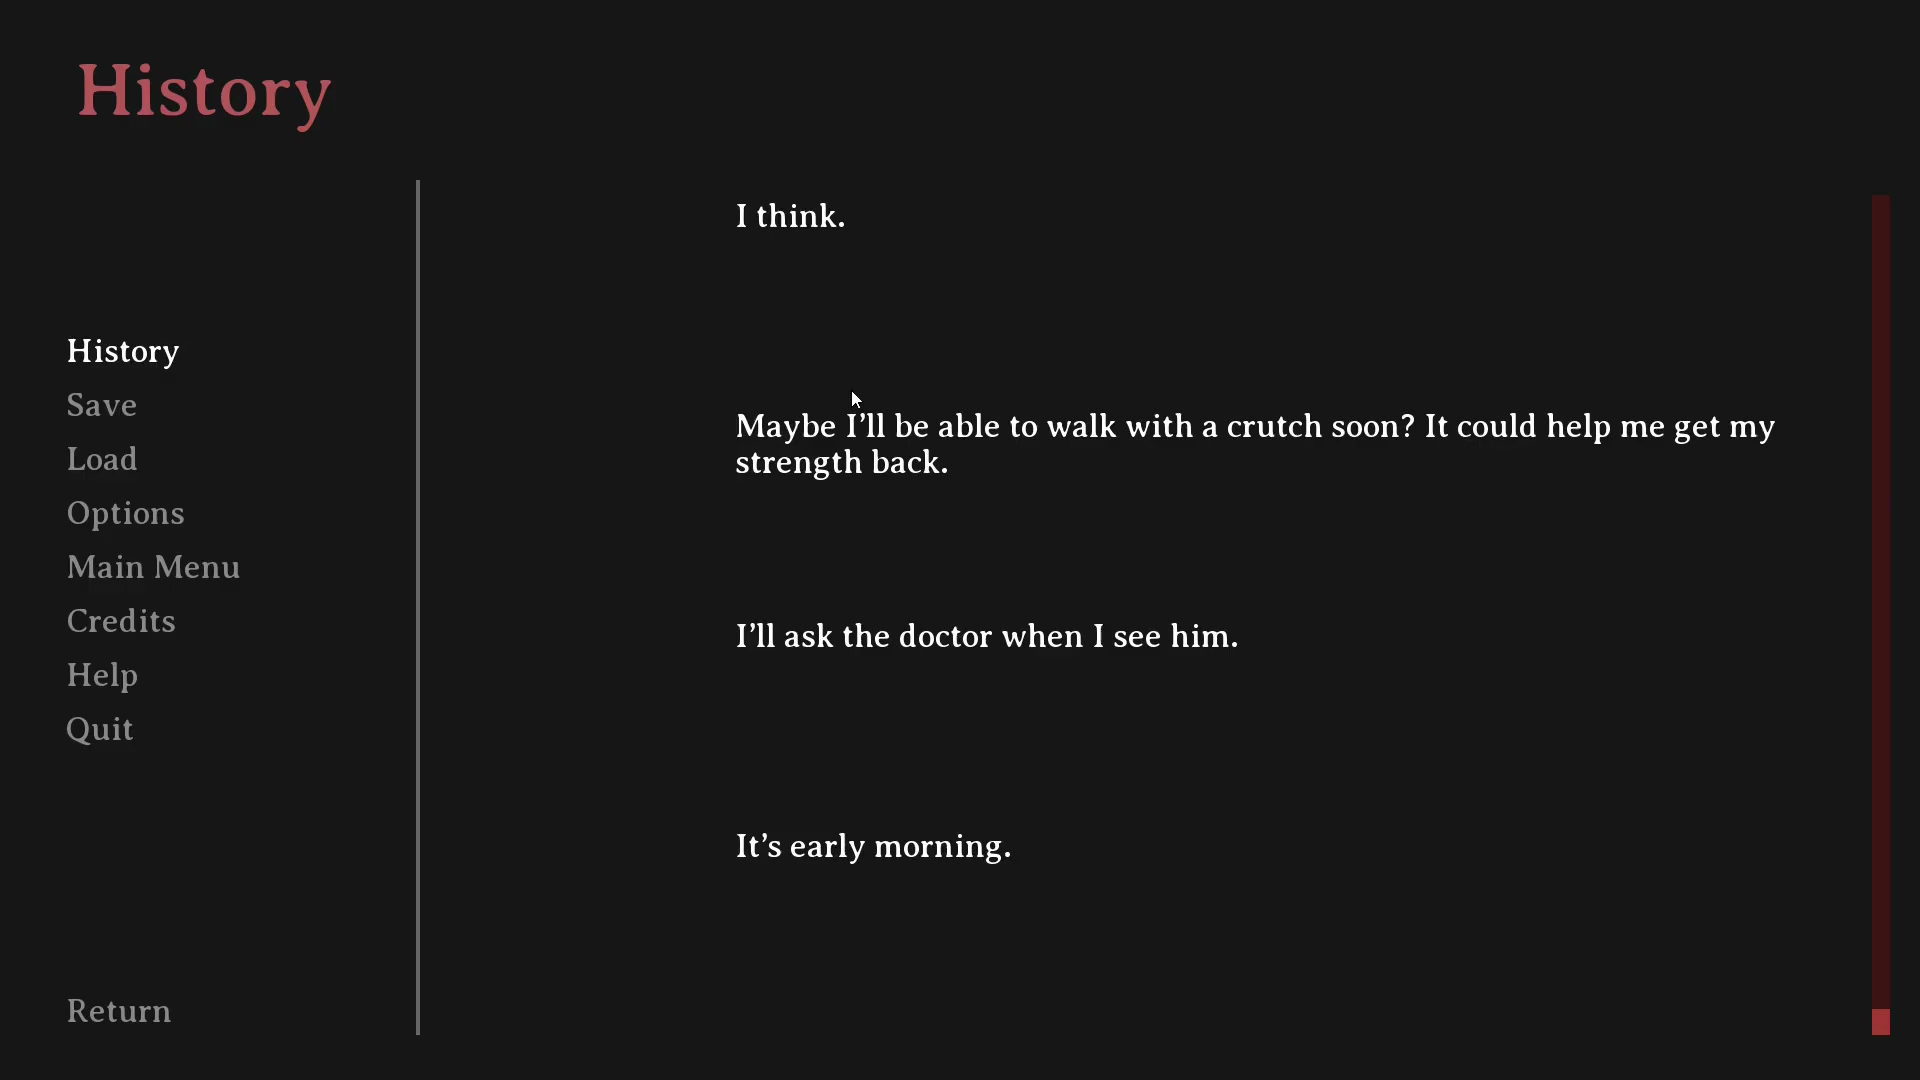 History
History
Save
Load
Options
Main Menu
Credits
Help
Quit
Return
I think.
Maybe I’ll be able to walk with a crutch soon? It could help me get my
strength back.
I’ll ask the doctor when I see him.
It’s early morning.